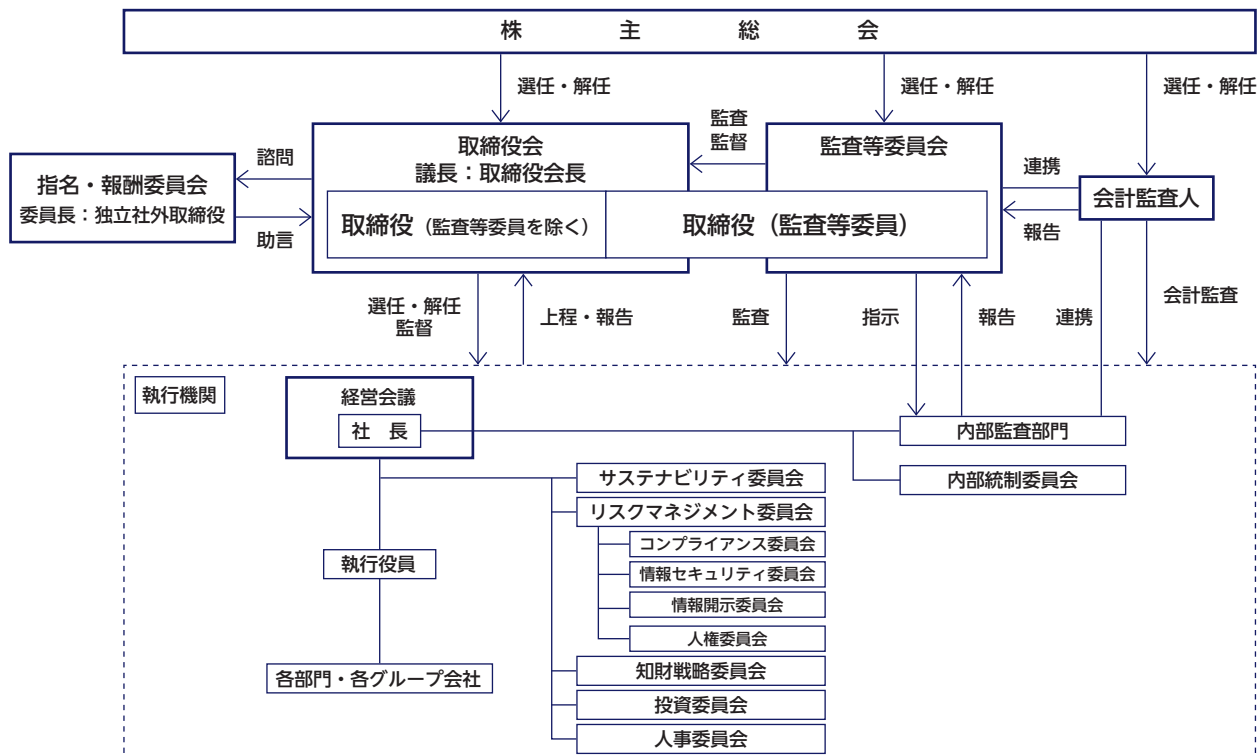 株主総会
選任・解任
選任・解任
選任・解任
取締役会
議長：取締役会長
監査
監督
監査等委員会
指名・報酬委員会
委員長：独立社外取締役
諮問
助言
取締役（監査等委員を除く）
取締役（監査等委員）
連携
報告
会計監査人
選任・解任
監督
上程・報告
監査
指示
報告
連携
会計監査
執行機関
経営会議
社　長
内部監査部門
内部統制委員会
サステナビリティ委員会
リスクマネジメント委員会
コンプライアンス委員会
情報セキュリティ委員会
情報開示委員会
人権委員会
執行役員
各部門・各グループ会社
知財戦略委員会
投資委員会
人事委員会